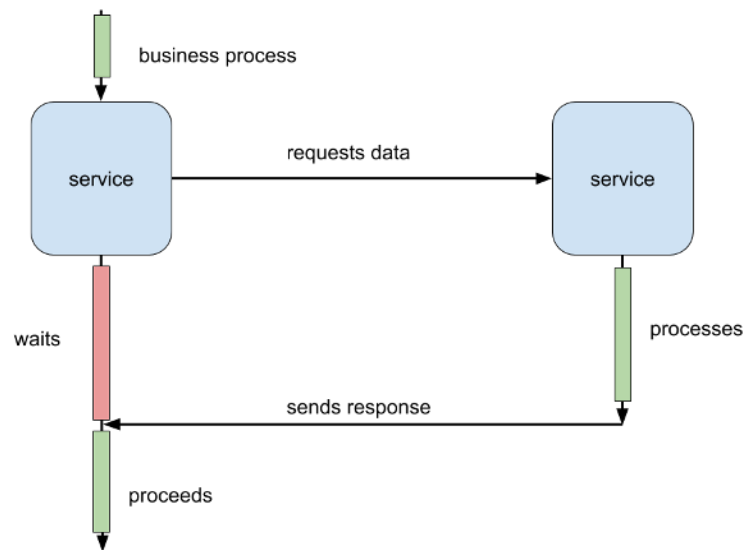 business process
requests data
service
service
waits
processes
sends response
proceeds